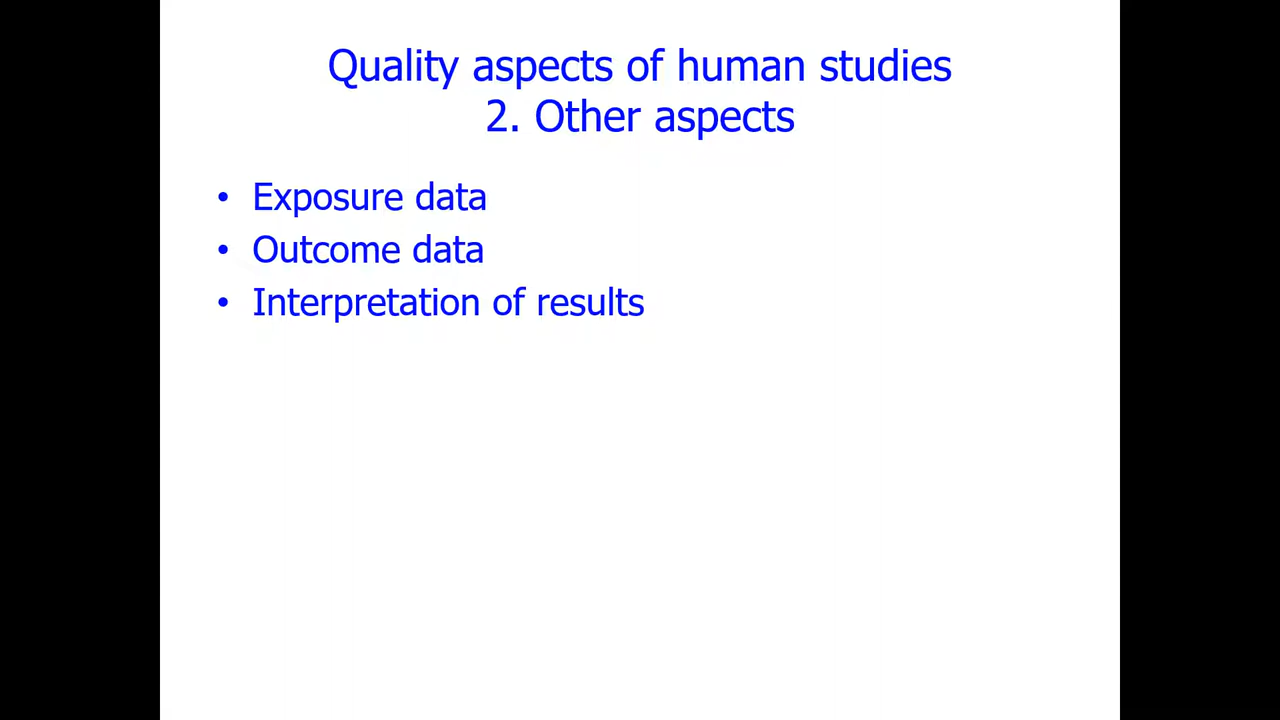 Quality aspects of human studies
2. Other aspects
• Exposure data
• Outcome data
• Interpretation of results